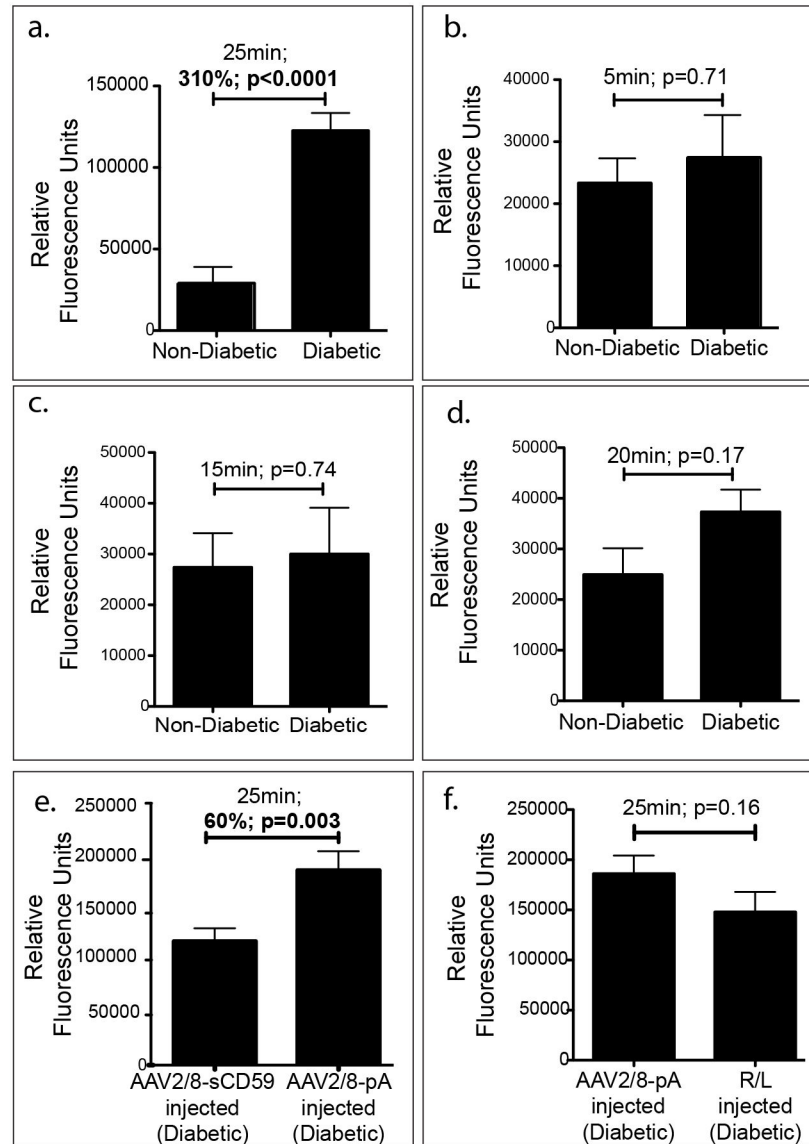 a.
25min;
310%; p<0.0001
Relative
Fluorescence Units
150000
100000
50000
0
Non-Diabetic
Diabetic
b.
5min; p=0.71
Relative
Fluorescence Units
40000
30000
20000
10000
0
Non-Diabetic
Diabetic
c.
15min; p=0.74
Relative
Fluorescence Units
50000
40000
30000
20000
10000
0
Non-Diabetic
Diabetic
d.
20min; p=0.17
Relative
Fluorescence Units
50000
40000
30000
20000
10000
0
Non-Diabetic
Diabetic
e.
25min;
60%; p=0.003
Relative
Fluorescence Units
250000
200000
150000
100000
50000
0
AAV2/8-sCD59
injected
(Diabetic)
AAV2/8-pA
injected
(Diabetic)
f.
25min; p=0.16
Relative
Fluorescence Units
250000
200000
150000
100000
50000
0
AAV2/8-pA
injected
(Diabetic)
R/L
injected
(Diabetic)